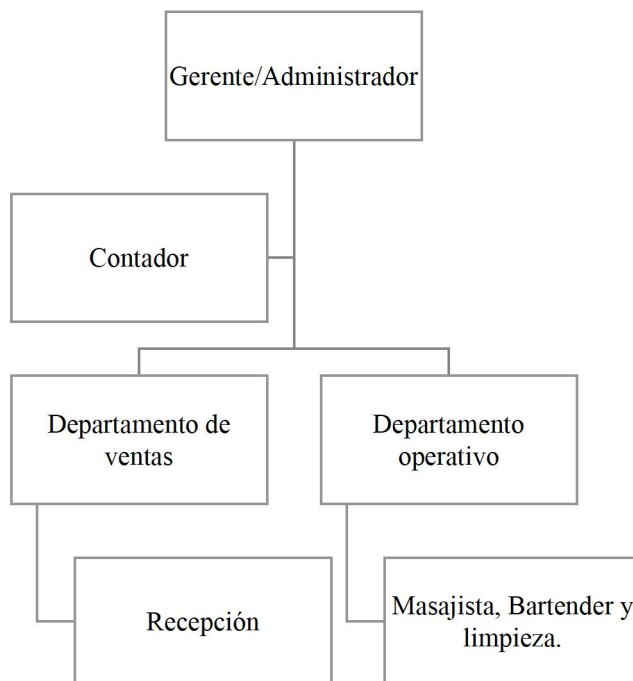 Gerente/Administrador
Contador
Departamento de
ventas
Departamento
operativo
Recepción
Masajista, Bartender y
limpieza.